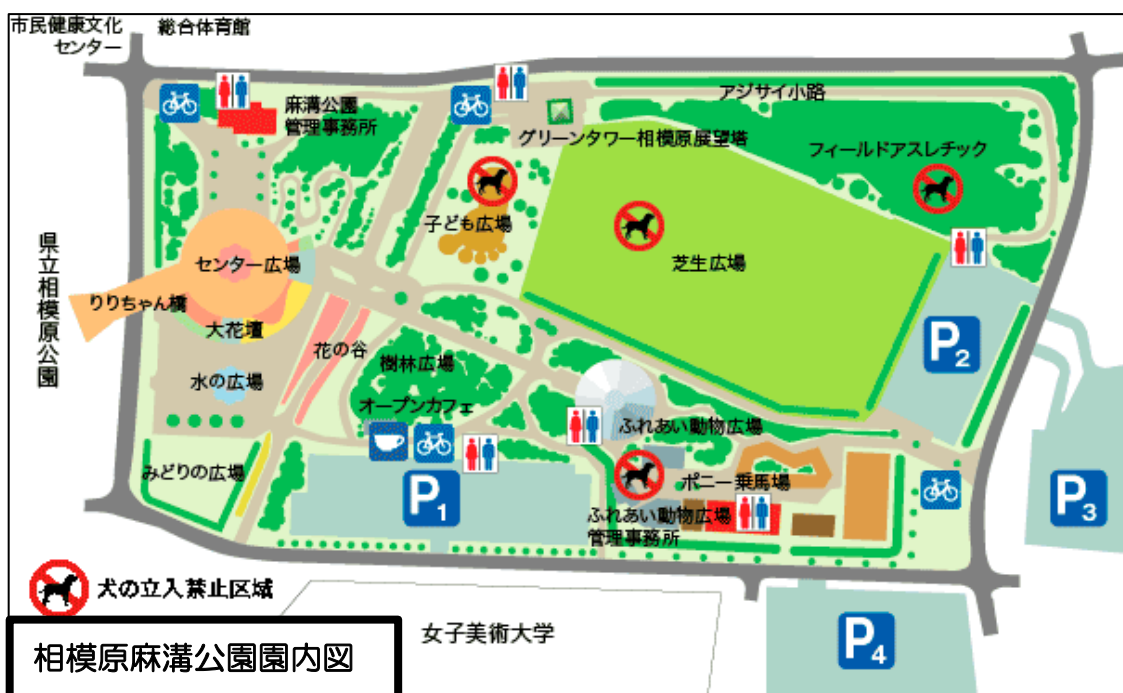 市民健康文化
センター
総合体育館
麻溝公園
管理事務所
アジサイ小路
グリーンタワー相模原展望塔
フィールドアスレチック
子ども広場
芝生広場
県立相模原公園
センター広場
りりちゃん橋
大花壇
花の谷
樹林広場
水の広場
オープンカフェ
ふれあい動物広場
みどりの広場
ポニー乗馬場
ふれあい動物広場
管理事務所
P1
P2
P3
P4
犬の立入禁止区域
女子美術大学
相模原麻溝公園園内図